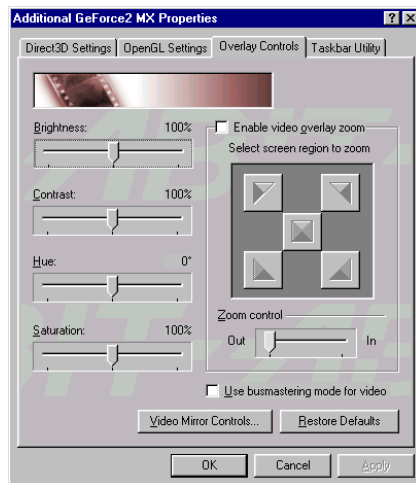 Additional GeForce2 MX Properties
Direct3D Settings
OpenGL Settings
Overlay Controls
Taskbar Utility
Brightness: 100%
Contrast: 100%
Hue: 0°
Saturation: 100%
Enable video overlay zoom
Select screen region to zoom
Zoom control
Out In
Use busmastering mode for video
Video Mirror Controls...
Restore Defaults
OK
Cancel
Apply